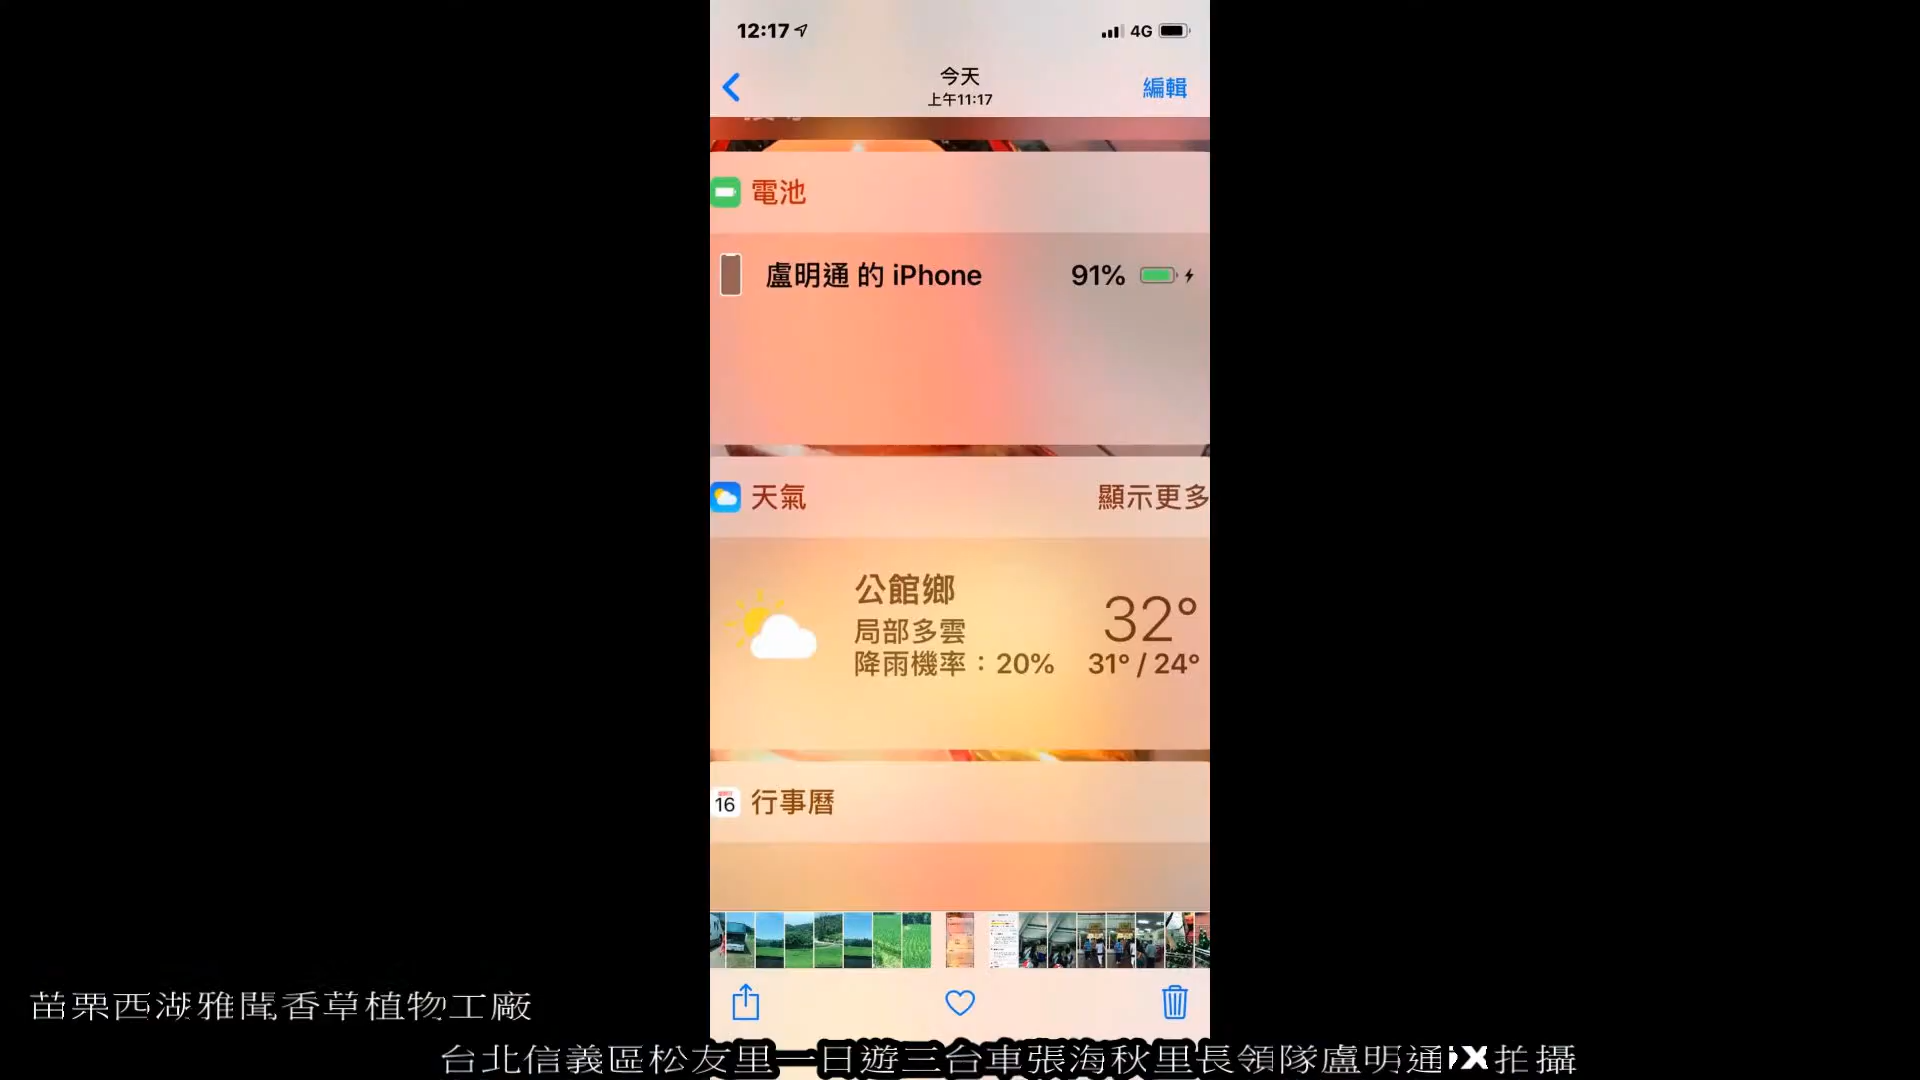 12:17
4G
今天
編輯
上午11:17
電池
盧明通 的 iPhone 91%
天氣 顯示更多
公館鄉
32°
局部多雲
降雨機率：20% 31° / 24°
16 行事曆
苗栗西湖雅聞香草植物工廠
台北信義區松友里一日遊三台車張海秋里長領隊盧明通iX拍攝